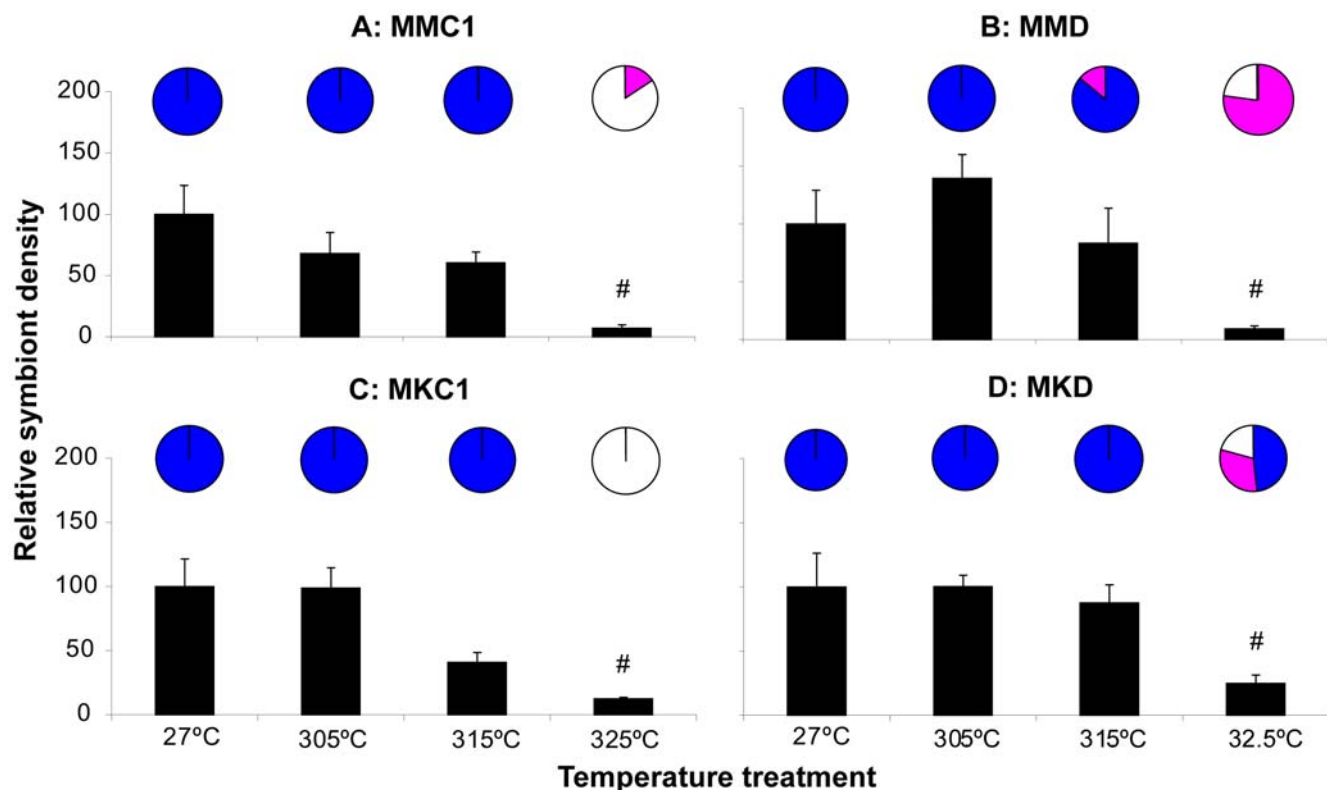 A: MMC1
B: MMD
200
150
100
50
0
#
#
C: MKC1
D: MKD
200
150
100
50
0
#
#
27ºC 305ºC 315ºC 325ºC
27ºC 305ºC 315ºC 32.5ºC
Relative symbiont density
Temperature treatment